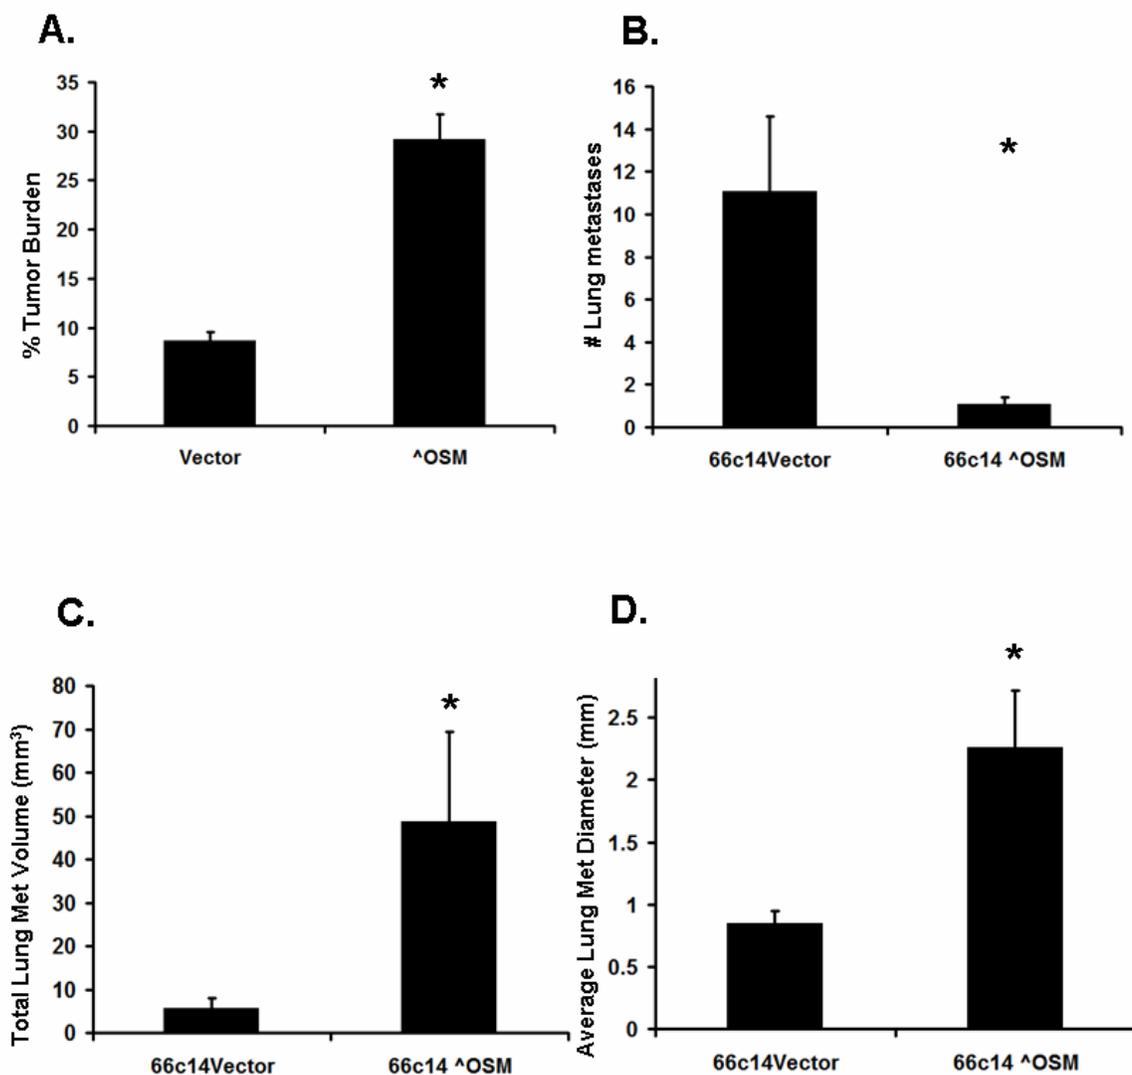 A.
*
35
30
25
20
15
10
5
0
% Tumor Burden
Vector
^OSM
B.
*
16
14
12
10
8
6
4
2
0
# Lung metastases
66c14Vector
66c14 ^OSM
C.
*
80
70
60
50
40
30
20
10
0
Total Lung Met Volume (mm³)
66c14Vector
66c14 ^OSM
D.
*
2.5
2
1.5
1
0.5
0
Average Lung Met Diameter (mm)
66c14Vector
66c14 ^OSM